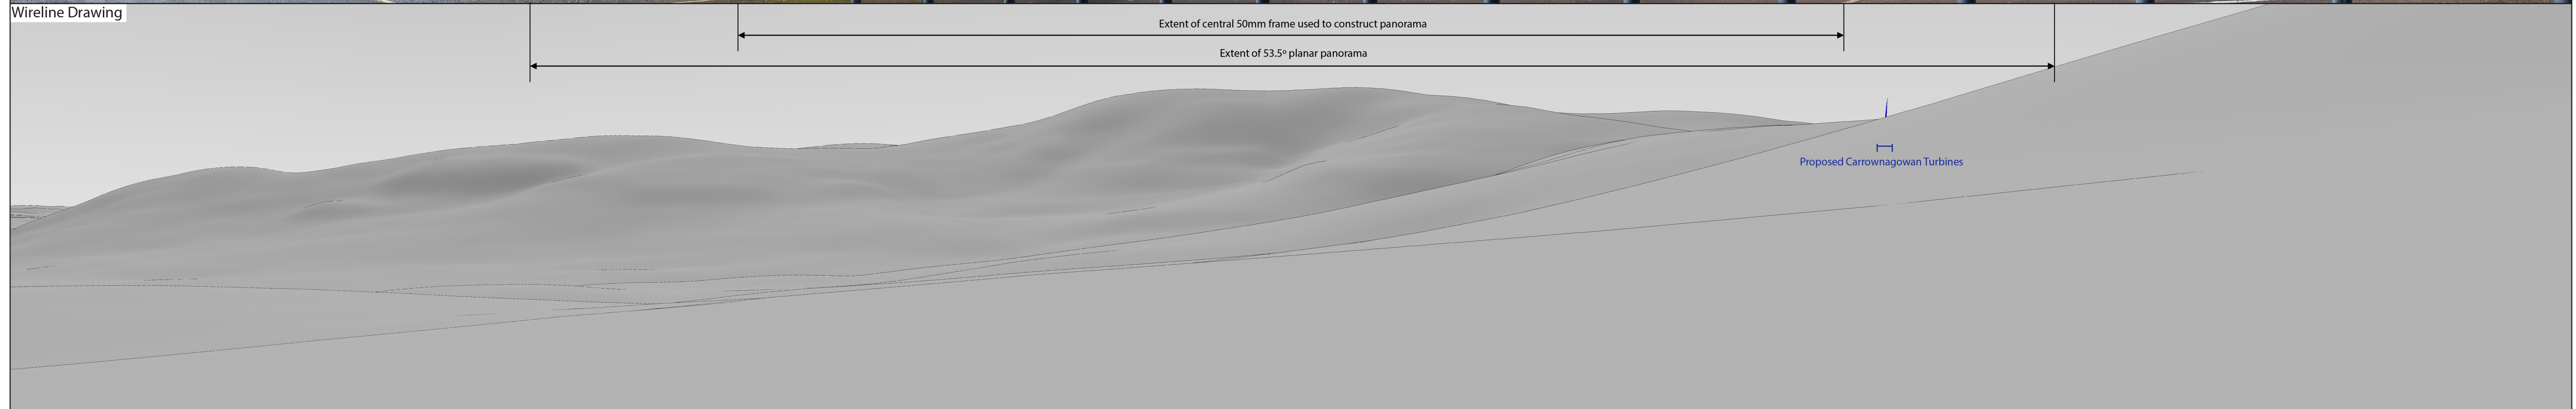 Wireline Drawing
Extent of central 50mm frame used to construct panorama
Extent of 53.5º planar panorama
Proposed Carrownagowan Turbines